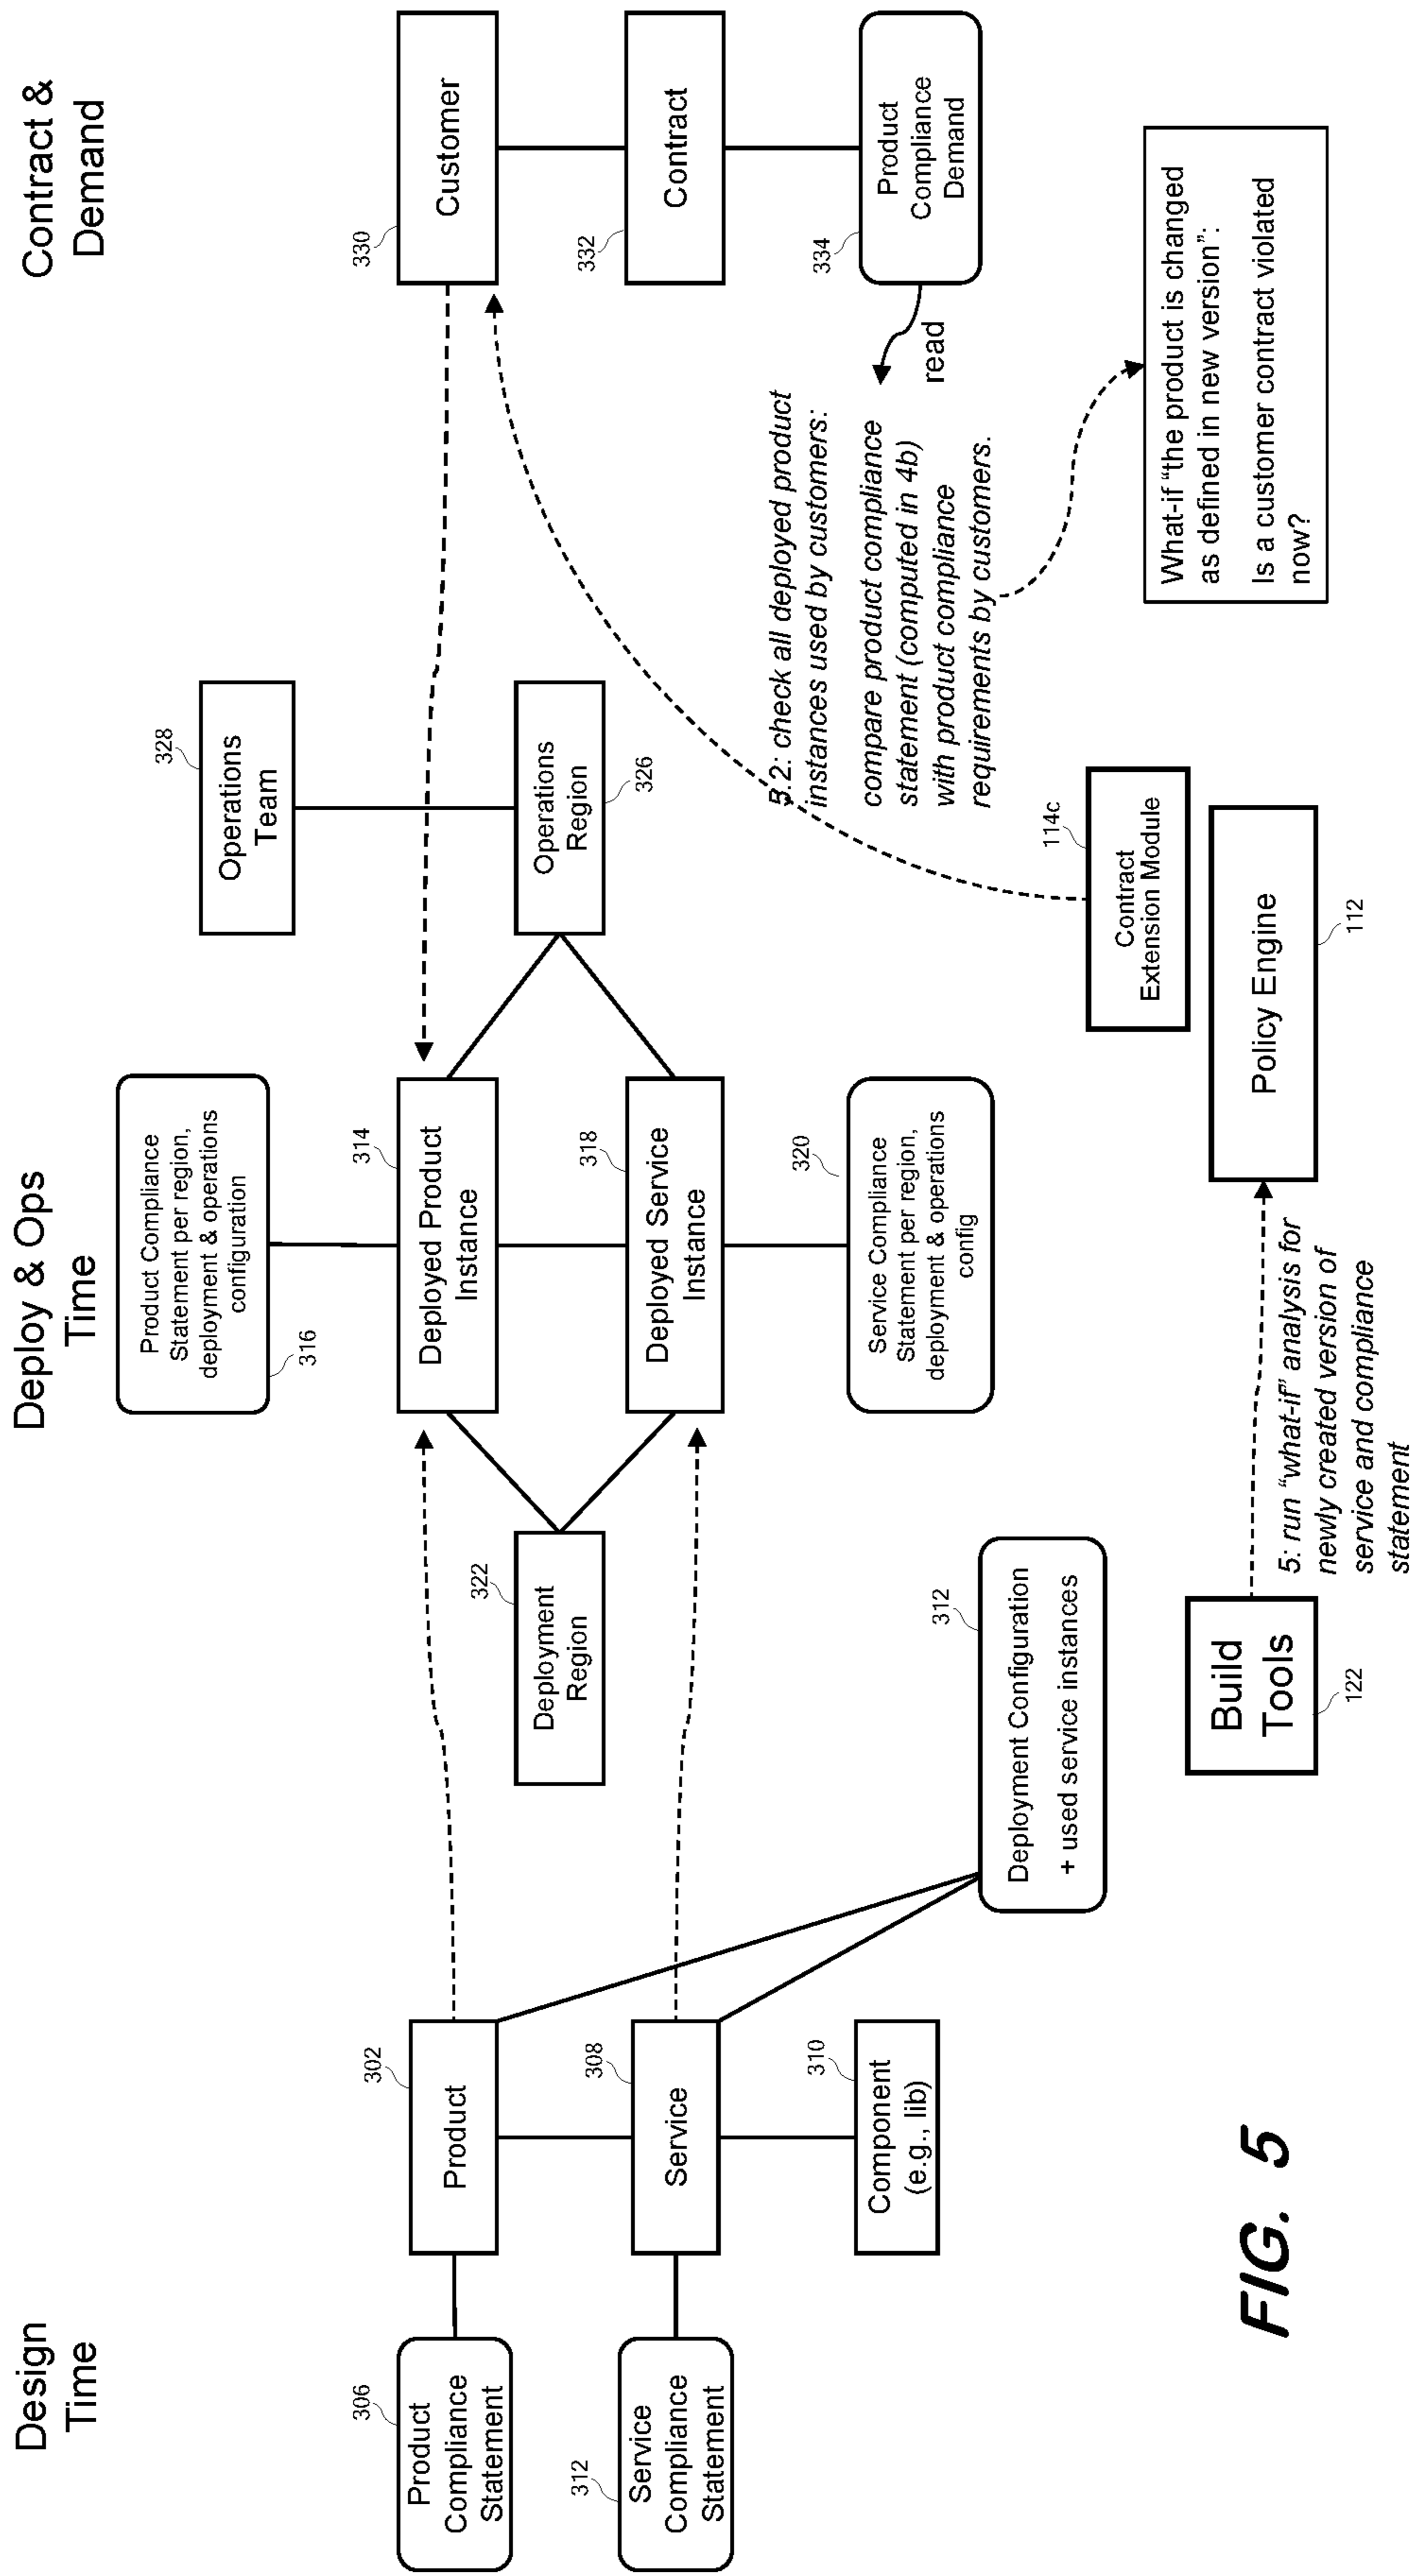 Design
Time
Deploy & Ops
Time
Contract &
Demand
306
Product
Compliance
Statement
302
Product
312
Service
Compliance
Statement
308
Service
310
Component
(e.g., lib)
312
Deployment Configuration
+ used service instances
322
Deployment
Region
316
Product Compliance
Statement per region,
deployment & operations
configuration
314
Deployed Product
Instance
318
Deployed Service
Instance
320
Service Compliance
Statement per region,
deployment & operations
config
328
Operations
Team
326
Operations
Region
330
Customer
332
Contract
334
Product
Compliance
Demand
read
5.2: check all deployed product
instances used by customers:
compare product compliance
statement (computed in 4b)
with product compliance
requirements by customers.
What-if “the product is changed
as defined in new version”:
Is a customer contract violated
now?
114c
Contract
Extension Module
Policy Engine
112
Build
Tools
122
5: run “what-if” analysis for
newly created version of
service and compliance
statement
FIG. 5